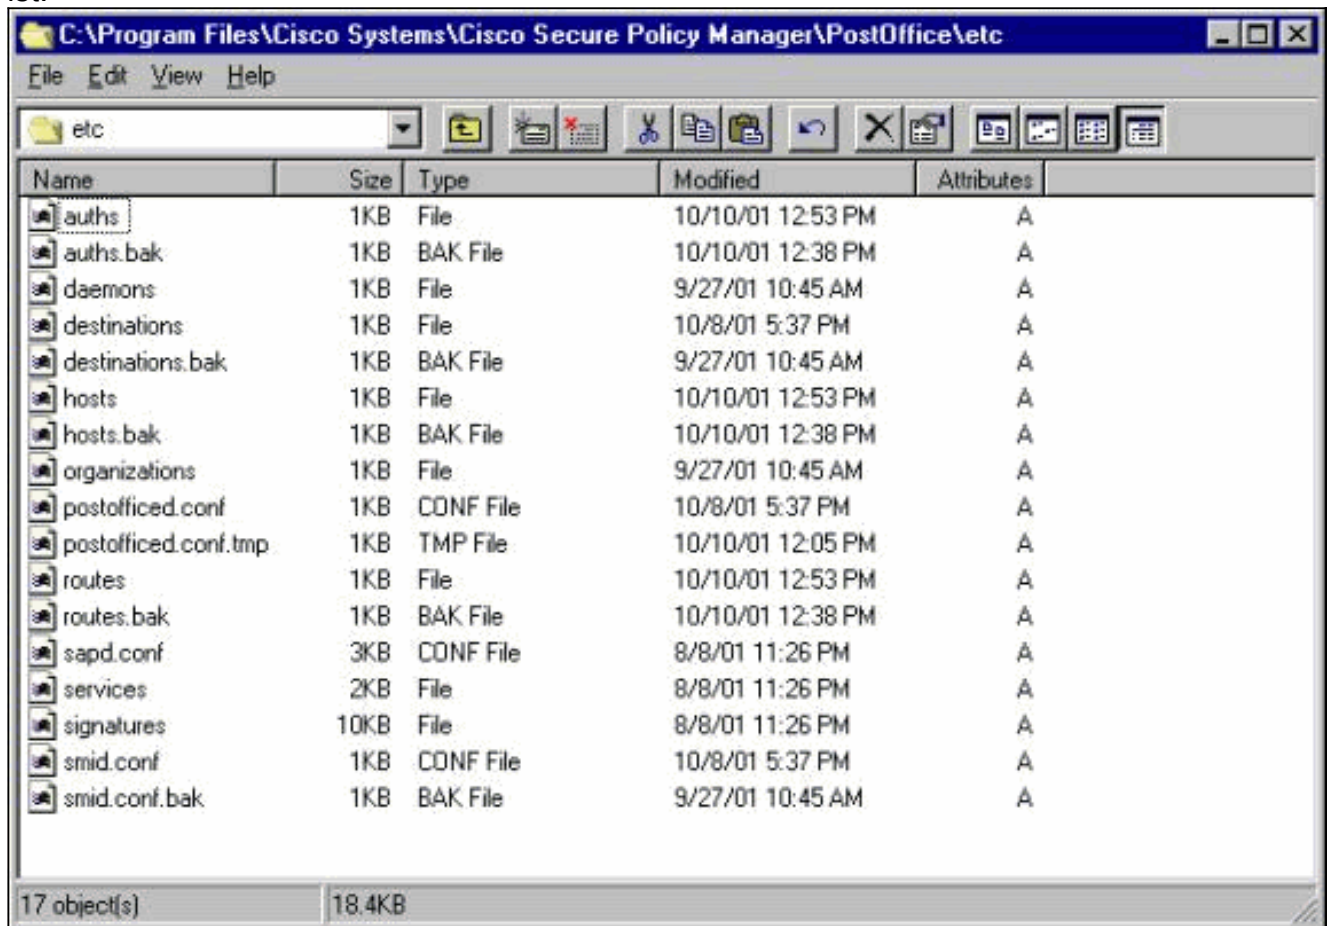 C:\Program Files\Cisco Systems\Cisco Secure Policy Manager\PostOffice\etc
File Edit View Help
etc
Name Size Type Modified Attributes
auths 1KB File 10/10/01 12:53 PM A
auths.bak 1KB BAK File 10/10/01 12:38 PM A
daemons 1KB File 9/27/01 10:45 AM A
destinations 1KB File 10/8/01 5:37 PM A
destinations.bak 1KB BAK File 9/27/01 10:45 AM A
hosts 1KB File 10/10/01 12:53 PM A
hosts.bak 1KB BAK File 10/10/01 12:38 PM A
organizations 1KB File 9/27/01 10:45 AM A
postofficed.conf 1KB CONF File 10/8/01 5:37 PM A
postofficed.conf.tmp 1KB TMP File 10/10/01 12:05 PM A
routes 1KB File 10/10/01 12:53 PM A
routes.bak 1KB BAK File 10/10/01 12:38 PM A
sapd.conf 3KB CONF File 8/8/01 11:26 PM A
services 2KB File 8/8/01 11:26 PM A
signatures 10KB File 8/8/01 11:26 PM A
smid.conf 1KB CONF File 10/8/01 5:37 PM A
smid.conf.bak 1KB BAK File 9/27/01 10:45 AM A
17 object(s) 18.4KB